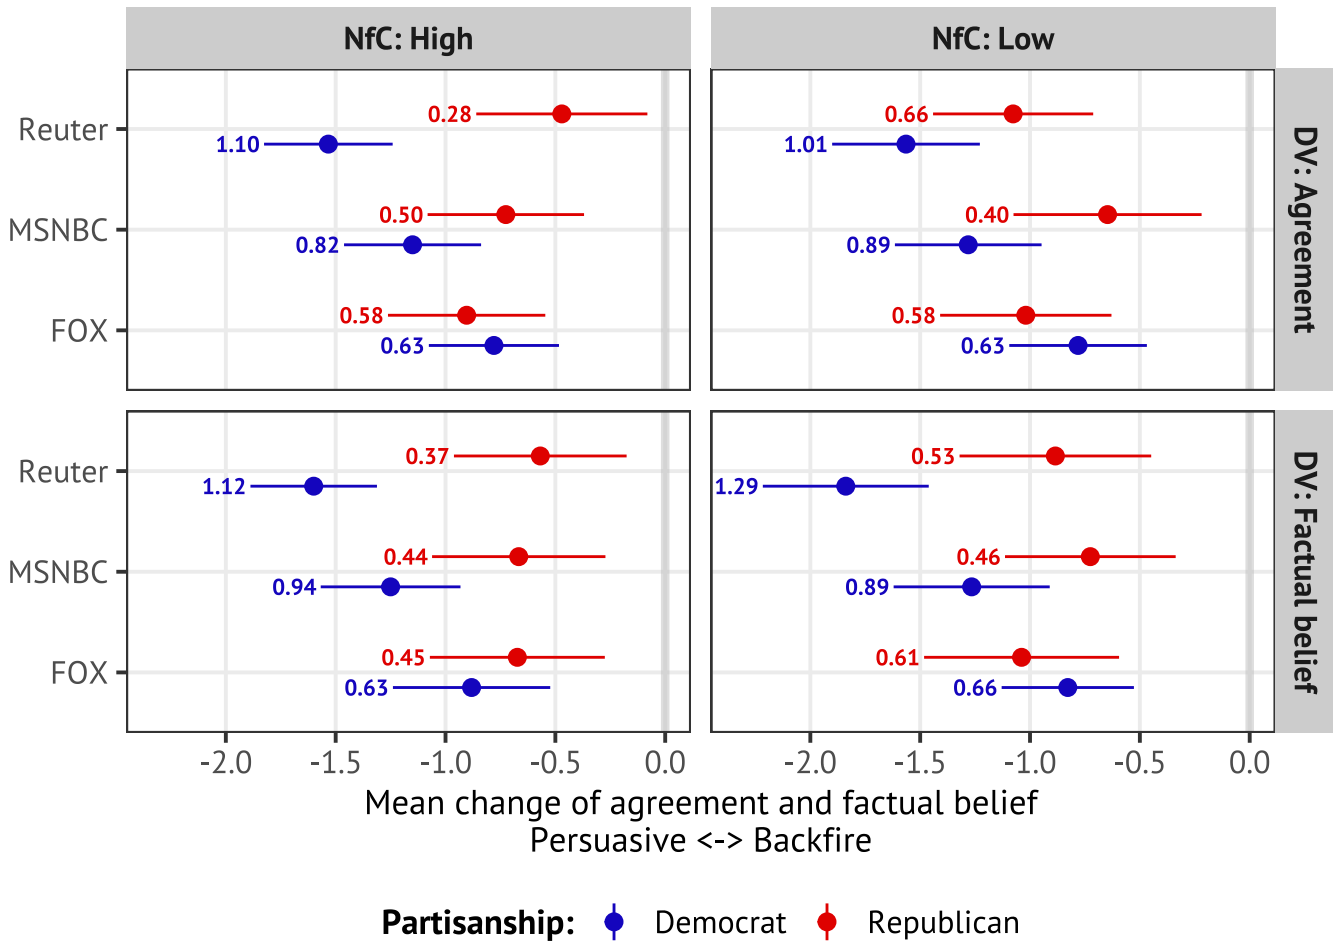 NfC: High
NfC: Low
Reuter
0.28
1.10
0.66
1.01
MSNBC
0.50
0.82
0.40
0.89
FOX
0.58
0.63
0.58
0.63
DV: Agreement
Reuter
0.37
1.12
0.53
1.29
MSNBC
0.44
0.94
0.46
0.89
FOX
0.45
0.63
0.61
0.66
DV: Factual belief
-2.0 -1.5 -1.0 -0.5 0.0
-2.0 -1.5 -1.0 -0.5 0.0
Mean change of agreement and factual belief
Persuasive <-> Backfire
Partisanship: Democrat Republican